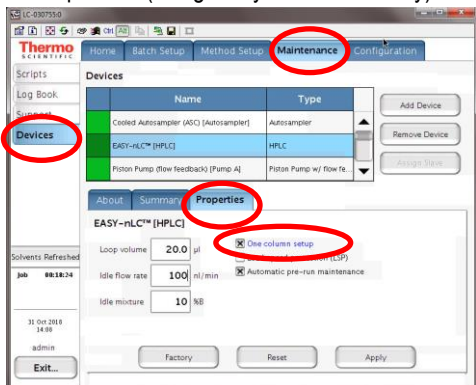 LC-030755:0
Ctrl
Thermo
SCIENTIFIC
Home
Batch Setup
Method Setup
Maintenance
Configuration
Scripts
Log Book
Support
Devices
Devices
Name
Type
Cooled Autosampler (ASC) [Autosampler]
Autosampler
EASY-nLC™ [HPLC]
HPLC
Piston Pump (flow feedback) [Pump A]
Piston Pump w/ flow fe...
Add Device
Remove Device
Assign Slave
About
Summary
Properties
EASY-nLC™ [HPLC]
Loop volume 20.0 µl
One column setup
(LSP)
Idle flow rate 100 nl/min
Automatic pre-run maintenance
Idle mixture 10 %B
Solvents Refreshed
Job 00:18:24
31 Oct 2010
14:00
admin
Exit...
Factory
Reset
Apply